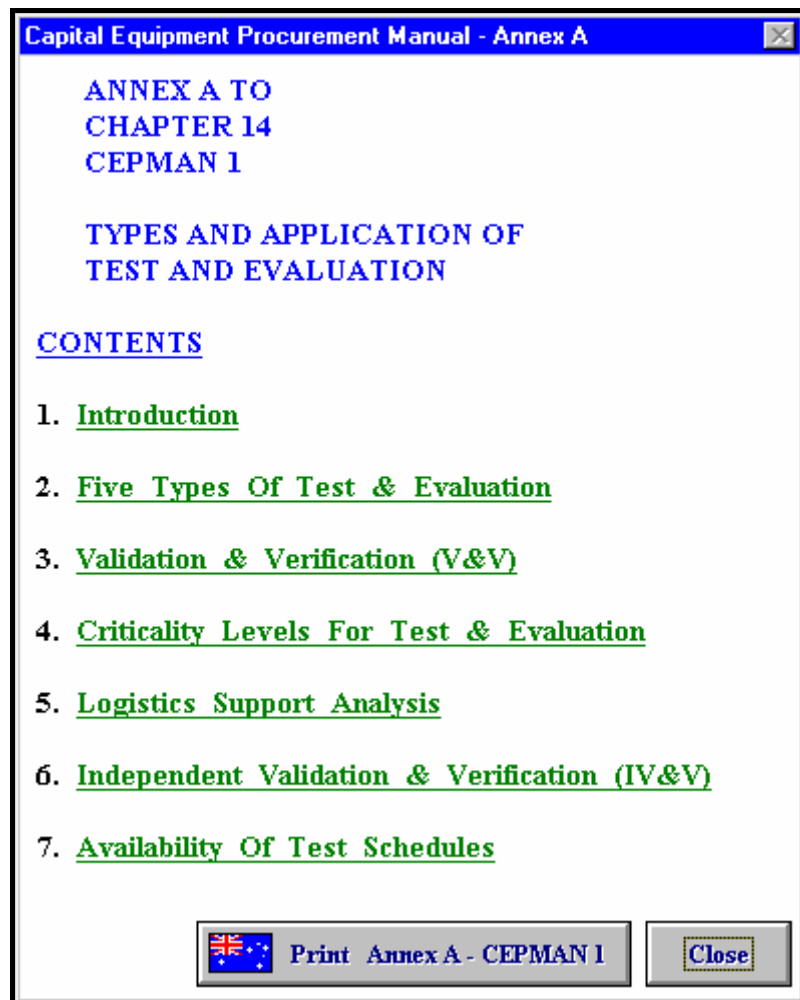 Capital Equipment Procurement Manual - Annex A
ANNEX A TO
CHAPTER 14
CEPMAN 1
TYPES AND APPLICATION OF
TEST AND EVALUATION
CONTENTS
1. Introduction
2. Five Types Of Test & Evaluation
3. Validation & Verification (V&V)
4. Criticality Levels For Test & Evaluation
5. Logistics Support Analysis
6. Independent Validation & Verification (IV&V)
7. Availability Of Test Schedules
Print Annex A - CEPMAN 1 Close